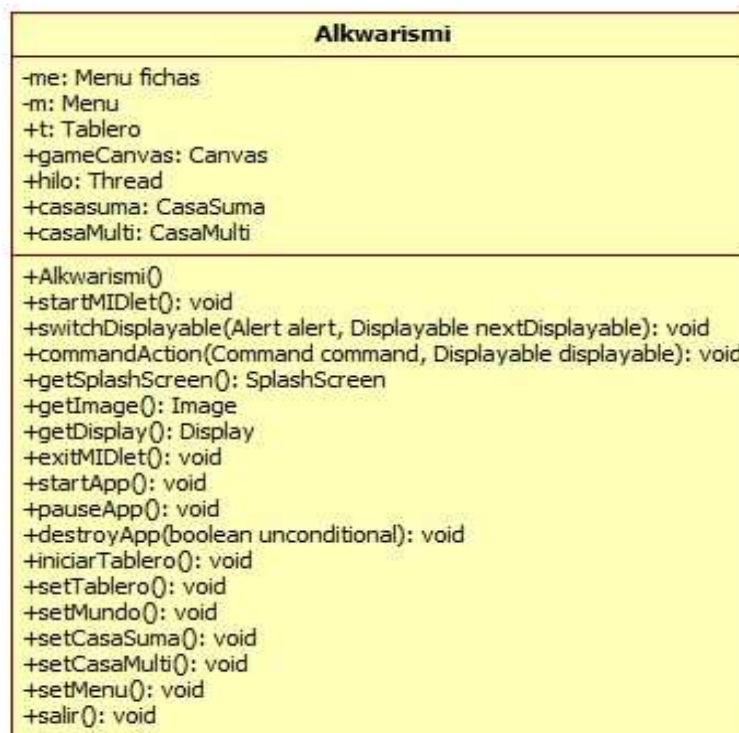 Alkwarismi
-me: Menu fichas
-m: Menu
+t: Tablero
+gameCanvas: Canvas
+hilo: Thread
+casasuma: CasaSuma
+casaMulti: CasaMulti
+Alkwarismi()
+startMIDlet(): void
+switchDisplayable(Alert alert, Displayable nextDisplayable): void
+commandAction(Command command, Displayable displayable): void
+getSplashScreen(): SplashScreen
+getImage(): Image
+getDisplay(): Display
+exitMIDlet(): void
+startApp(): void
+pauseApp(): void
+destroyApp(boolean unconditional): void
+iniciarTablero(): void
+setTablero(): void
+setMundo(): void
+setCasaSuma(): void
+setCasaMulti(): void
+setMenu(): void
+salir(): void